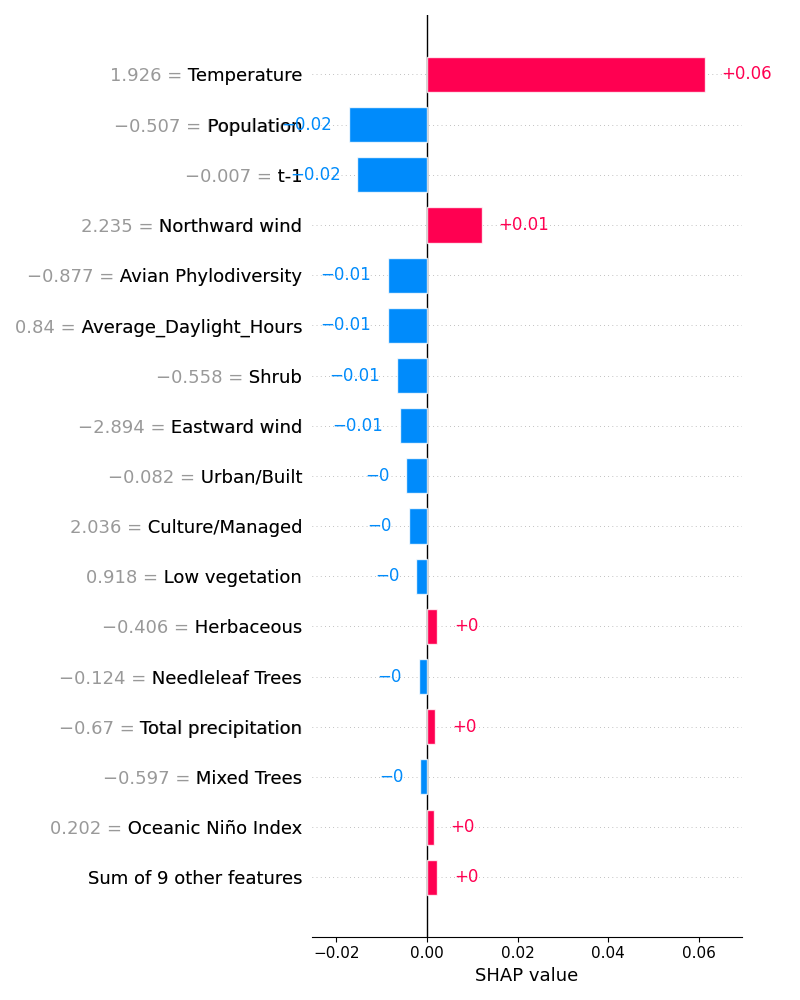 1.926 = Temperature +0.06
−0.507 = Population −0.02
−0.007 = t-1 −0.02
2.235 = Northward wind +0.01
−0.877 = Avian Phylodiversity −0.01
0.84 = Average_Daylight_Hours −0.01
−0.558 = Shrub −0.01
−2.894 = Eastward wind −0.01
−0.082 = Urban/Built −0
2.036 = Culture/Managed −0
0.918 = Low vegetation −0
−0.406 = Herbaceous +0
−0.124 = Needleleaf Trees −0
−0.67 = Total precipitation +0
−0.597 = Mixed Trees −0
0.202 = Oceanic Niño Index +0
Sum of 9 other features +0
−0.02 0.00 0.02 0.04 0.06
SHAP value